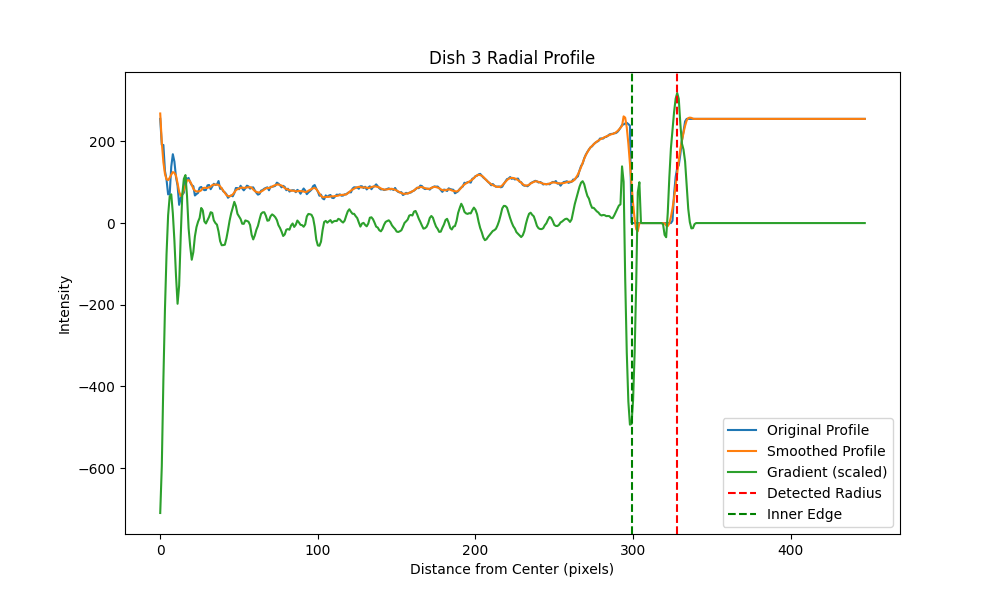 Dish 3 Radial Profile
Intensity
200
0
−200
−400
−600
0 100 200 300 400
Distance from Center (pixels)
Original Profile
Smoothed Profile
Gradient (scaled)
Detected Radius
Inner Edge